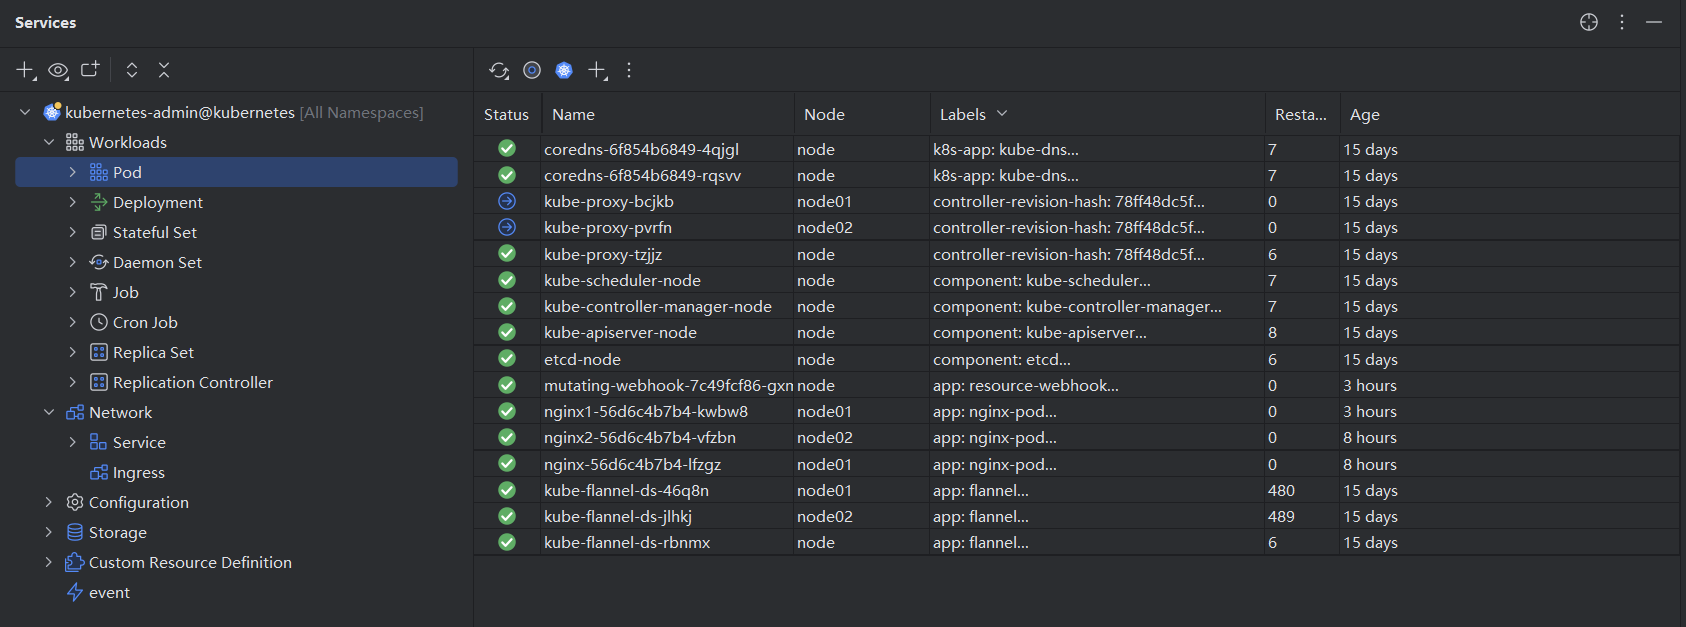 Services
kubernetes-admin@kubernetes [All Namespaces]
Workloads
Pod
Deployment
Stateful Set
Daemon Set
Job
Cron Job
Replica Set
Replication Controller
Network
Service
Ingress
Configuration
Storage
Custom Resource Definition
event
Status Name Node Labels Resta... Age
coredns-6f854b6849-4qjgl node k8s-app: kube-dns... 7 15 days
coredns-6f854b6849-rqsvv node k8s-app: kube-dns... 7 15 days
kube-proxy-bcjkb node01 controller-revision-hash: 78ff48dc5f... 0 15 days
kube-proxy-pvrfn node02 controller-revision-hash: 78ff48dc5f... 0 15 days
kube-proxy-tzjjz node controller-revision-hash: 78ff48dc5f... 6 15 days
kube-scheduler-node node component: kube-scheduler... 7 15 days
kube-controller-manager-node node component: kube-controller-manager... 7 15 days
kube-apiserver-node node component: kube-apiserver... 8 15 days
etcd-node node component: etcd... 6 15 days
mutating-webhook-7c49fcf86-gxn node app: resource-webhook... 0 3 hours
nginx1-56d6c4b7b4-kwbw8 node01 app: nginx-pod... 0 3 hours
nginx2-56d6c4b7b4-vfzbn node02 app: nginx-pod... 0 8 hours
nginx-56d6c4b7b4-lfzgz node01 app: nginx-pod... 0 8 hours
kube-flannel-ds-46q8n node01 app: flannel... 480 15 days
kube-flannel-ds-jlhkj node02 app: flannel... 489 15 days
kube-flannel-ds-rbnmx node app: flannel... 6 15 days